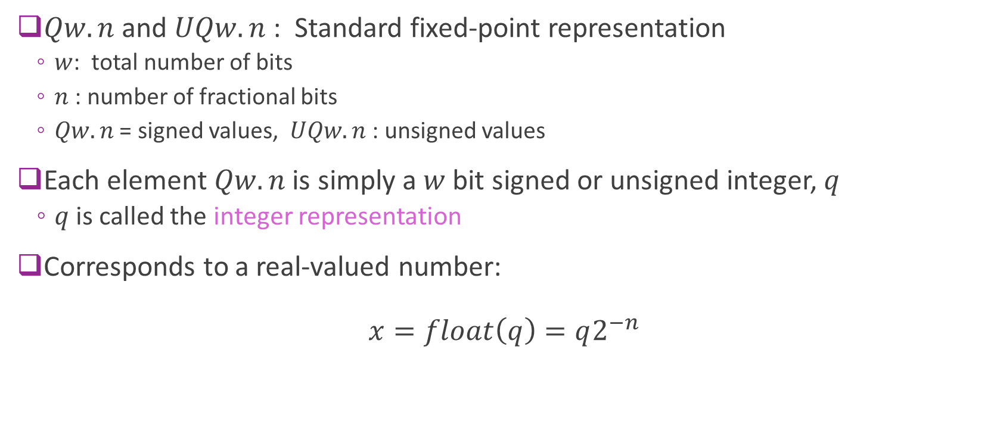 ❑Qw.n and UQw.n : Standard fixed-point representation
◦ w: total number of bits
◦ n : number of fractional bits
◦ Qw.n = signed values, UQw.n : unsigned values
❑Each element Qw.n is simply a w bit signed or unsigned integer, q
◦ q is called the integer representation
❑Corresponds to a real-valued number:
x = float(q) = q2⁻ⁿ